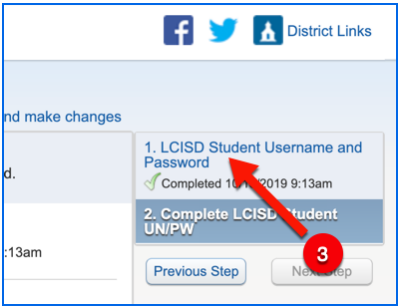 District Links
nd make changes
1. LCISD Student Username and
Password
d.
Completed 2019 9:13am
2. Complete LCISD Student
UN/PW
:13am
3
Previous Step
Next Step